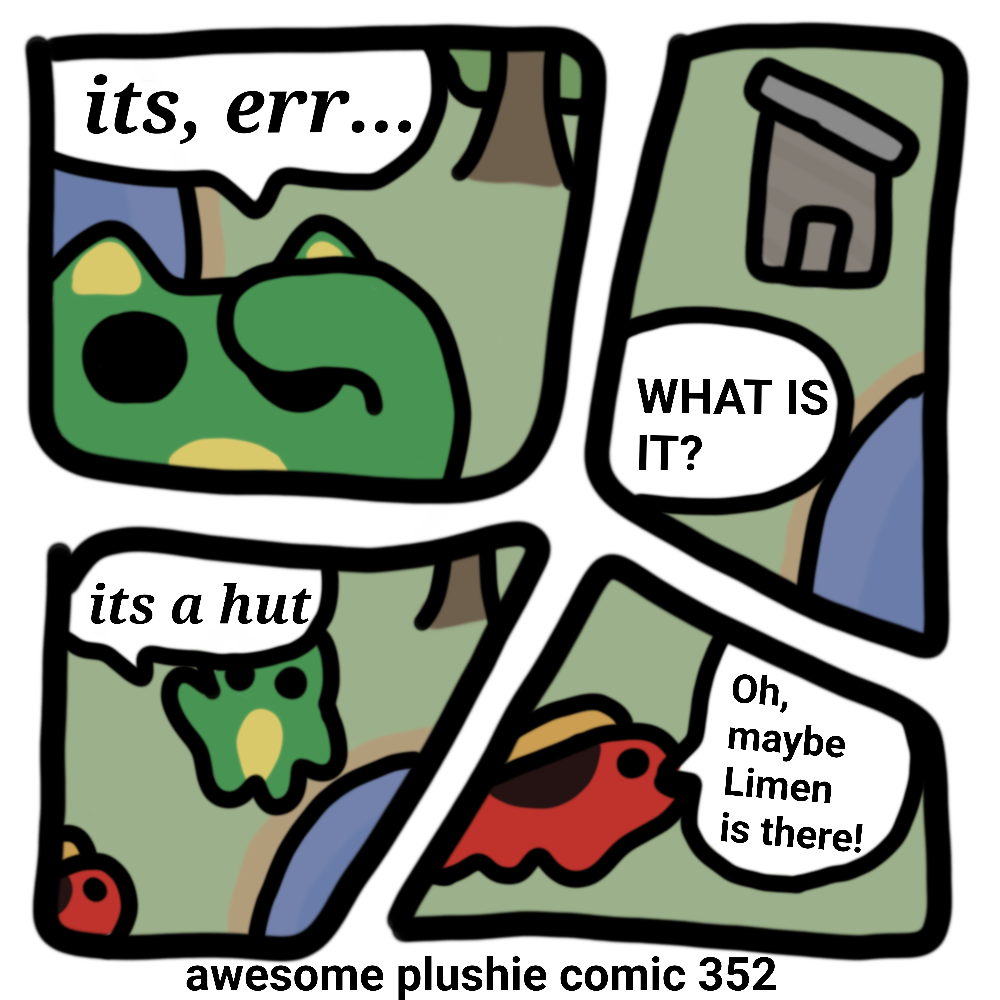 its, err...
WHAT IS
IT?
its a hut
Oh,
maybe
Limen
is there!
awesome plushie comic 352